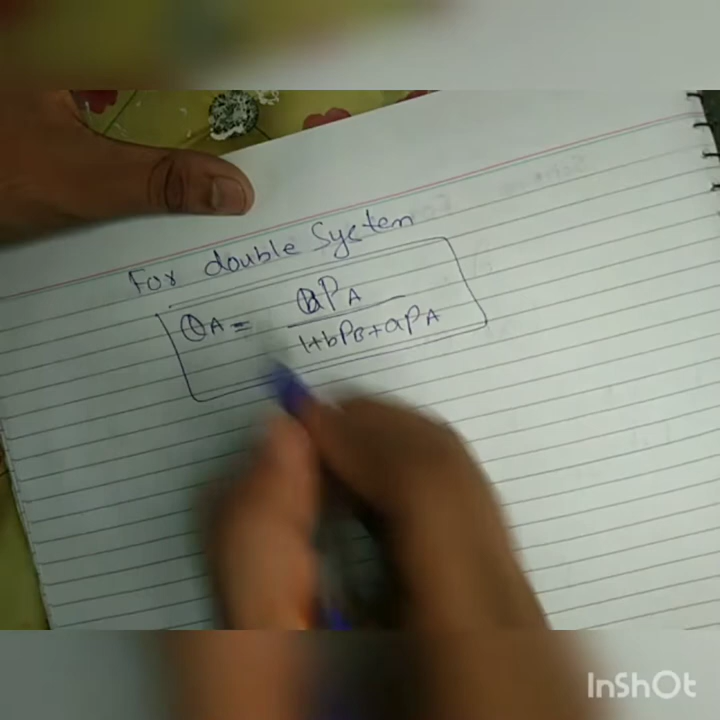 For double System
θA = aPA
1+bPB+aPA
InShOt